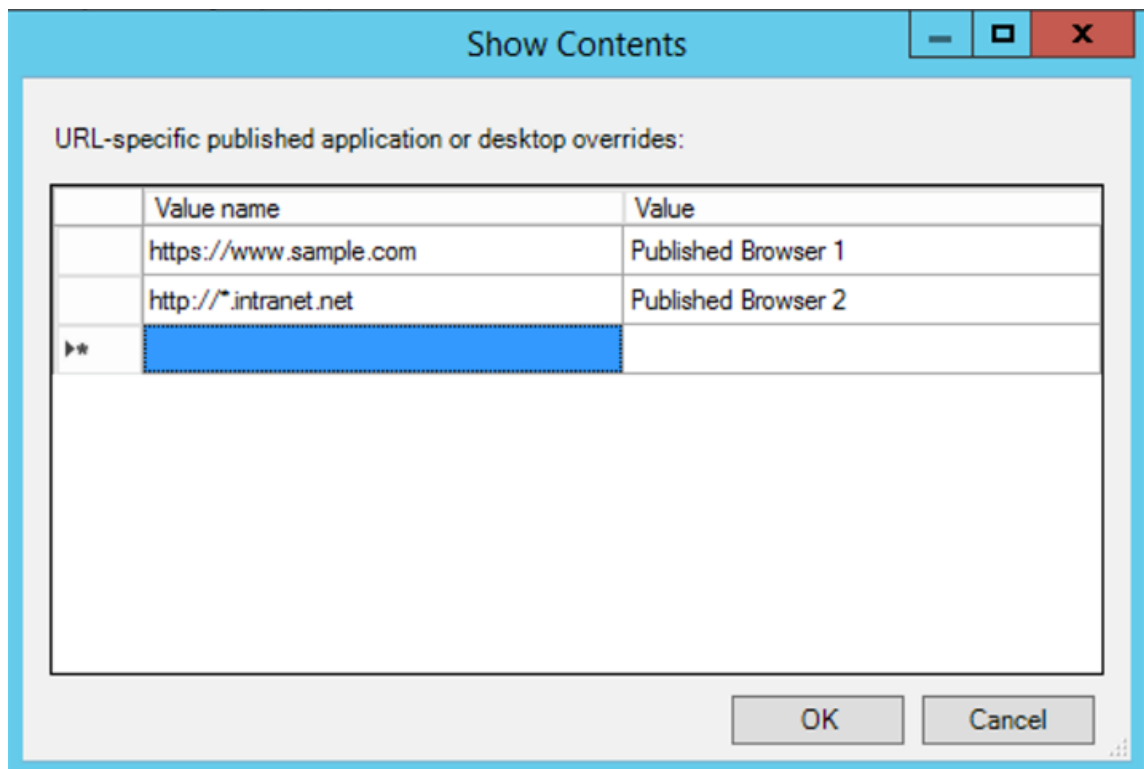 Show Contents
URL-specific published application or desktop overrides:
Value name Value
https://www.sample.com Published Browser 1
http://*.intranet.net Published Browser 2
OK Cancel